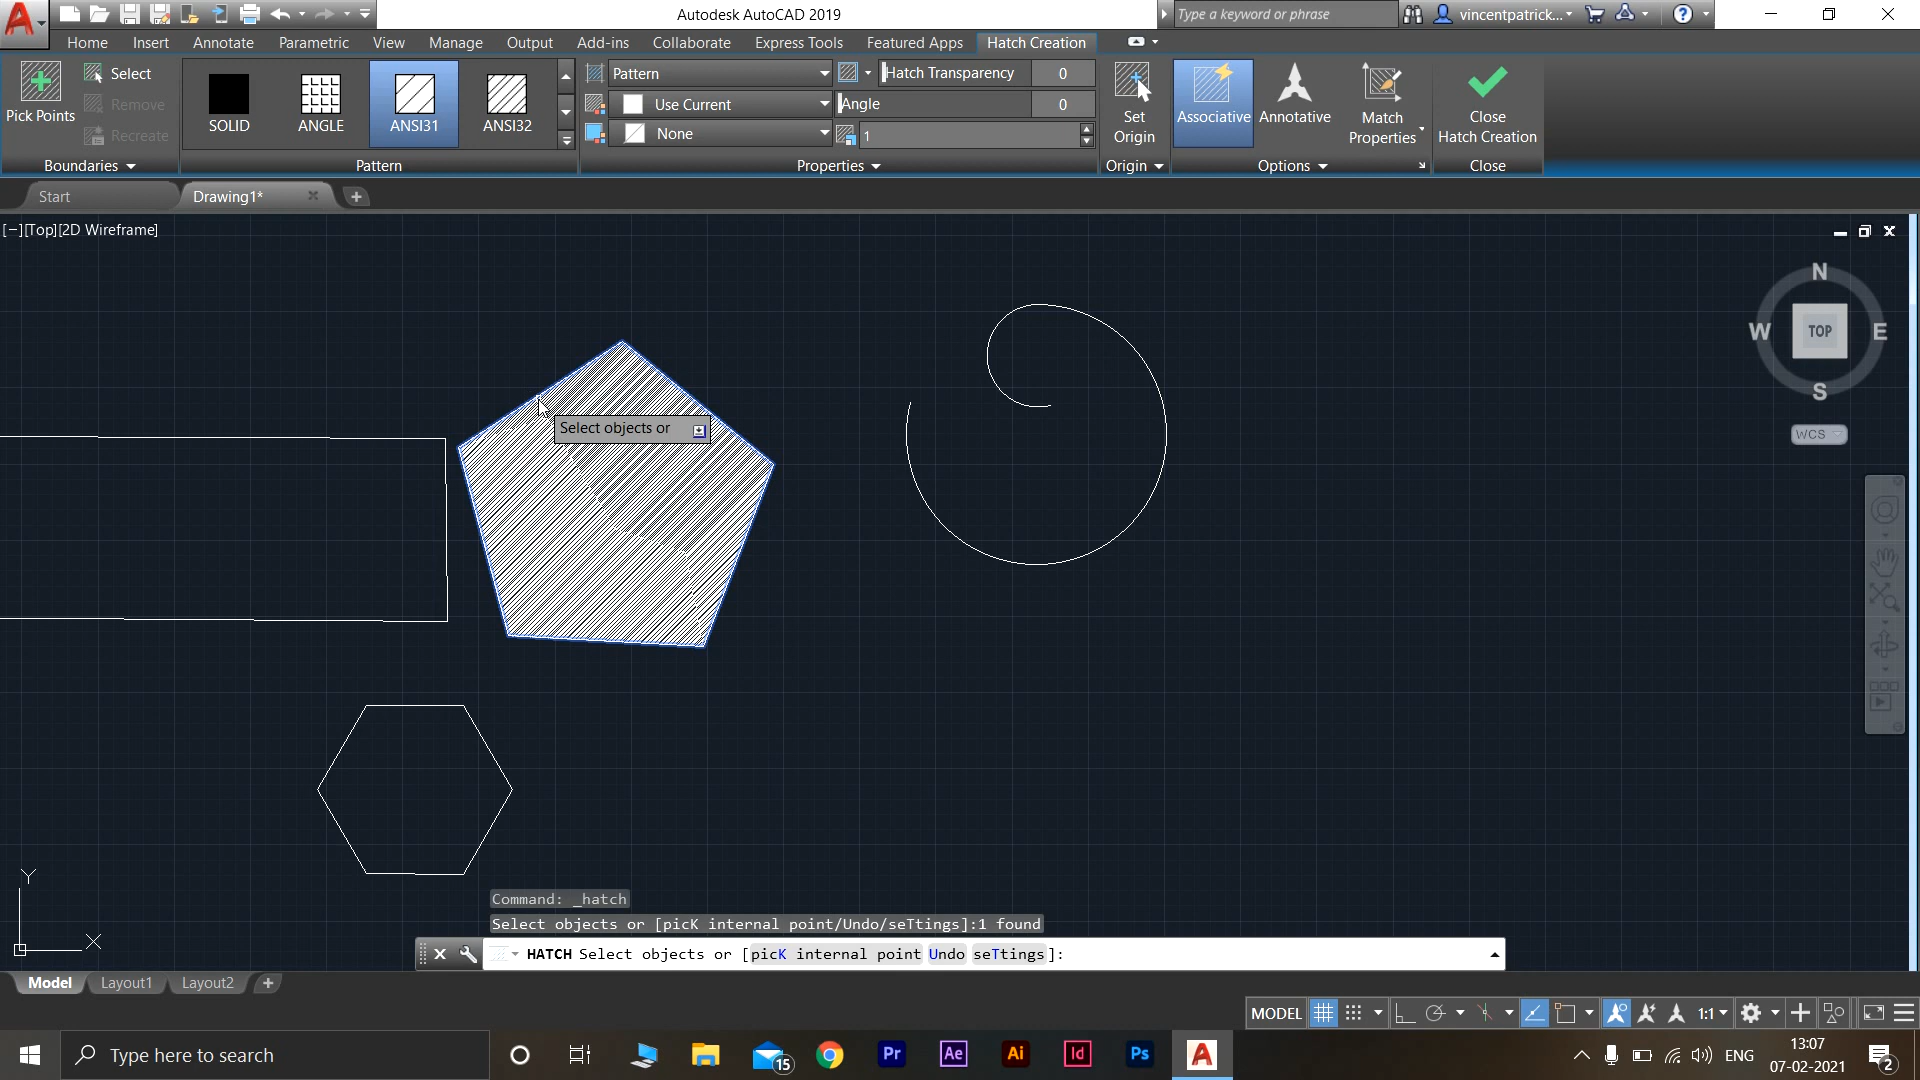 Autodesk AutoCAD 2019
Type a keyword or phrase
vincentpatrick...
Home Insert Annotate Parametric View Manage Output Add-ins Collaborate Express Tools Featured Apps Hatch Creation
Pick Points
Select
Remove
Recreate
Boundaries
SOLID ANGLE ANSI31 ANSI32
Pattern
Pattern
Use Current
None
Hatch Transparency 0
Angle 0
1
Properties
Set Origin
Origin
Associative
Annotative
Match Properties
Options
Close Hatch Creation
Close
Start
Drawing1*
[−][Top][2D Wireframe]
N
W TOP E
S
WCS
Select objects or
Y
X
Command: _hatch
Select objects or [picK internal point/Undo/seTtings]:1 found
HATCH Select objects or [picK internal point Undo seTtings]:
Model Layout1 Layout2
MODEL
1:1
Type here to search
15
Pr
Ae
Ai
Id
Ps
A
ENG
13:07
07-02-2021
2